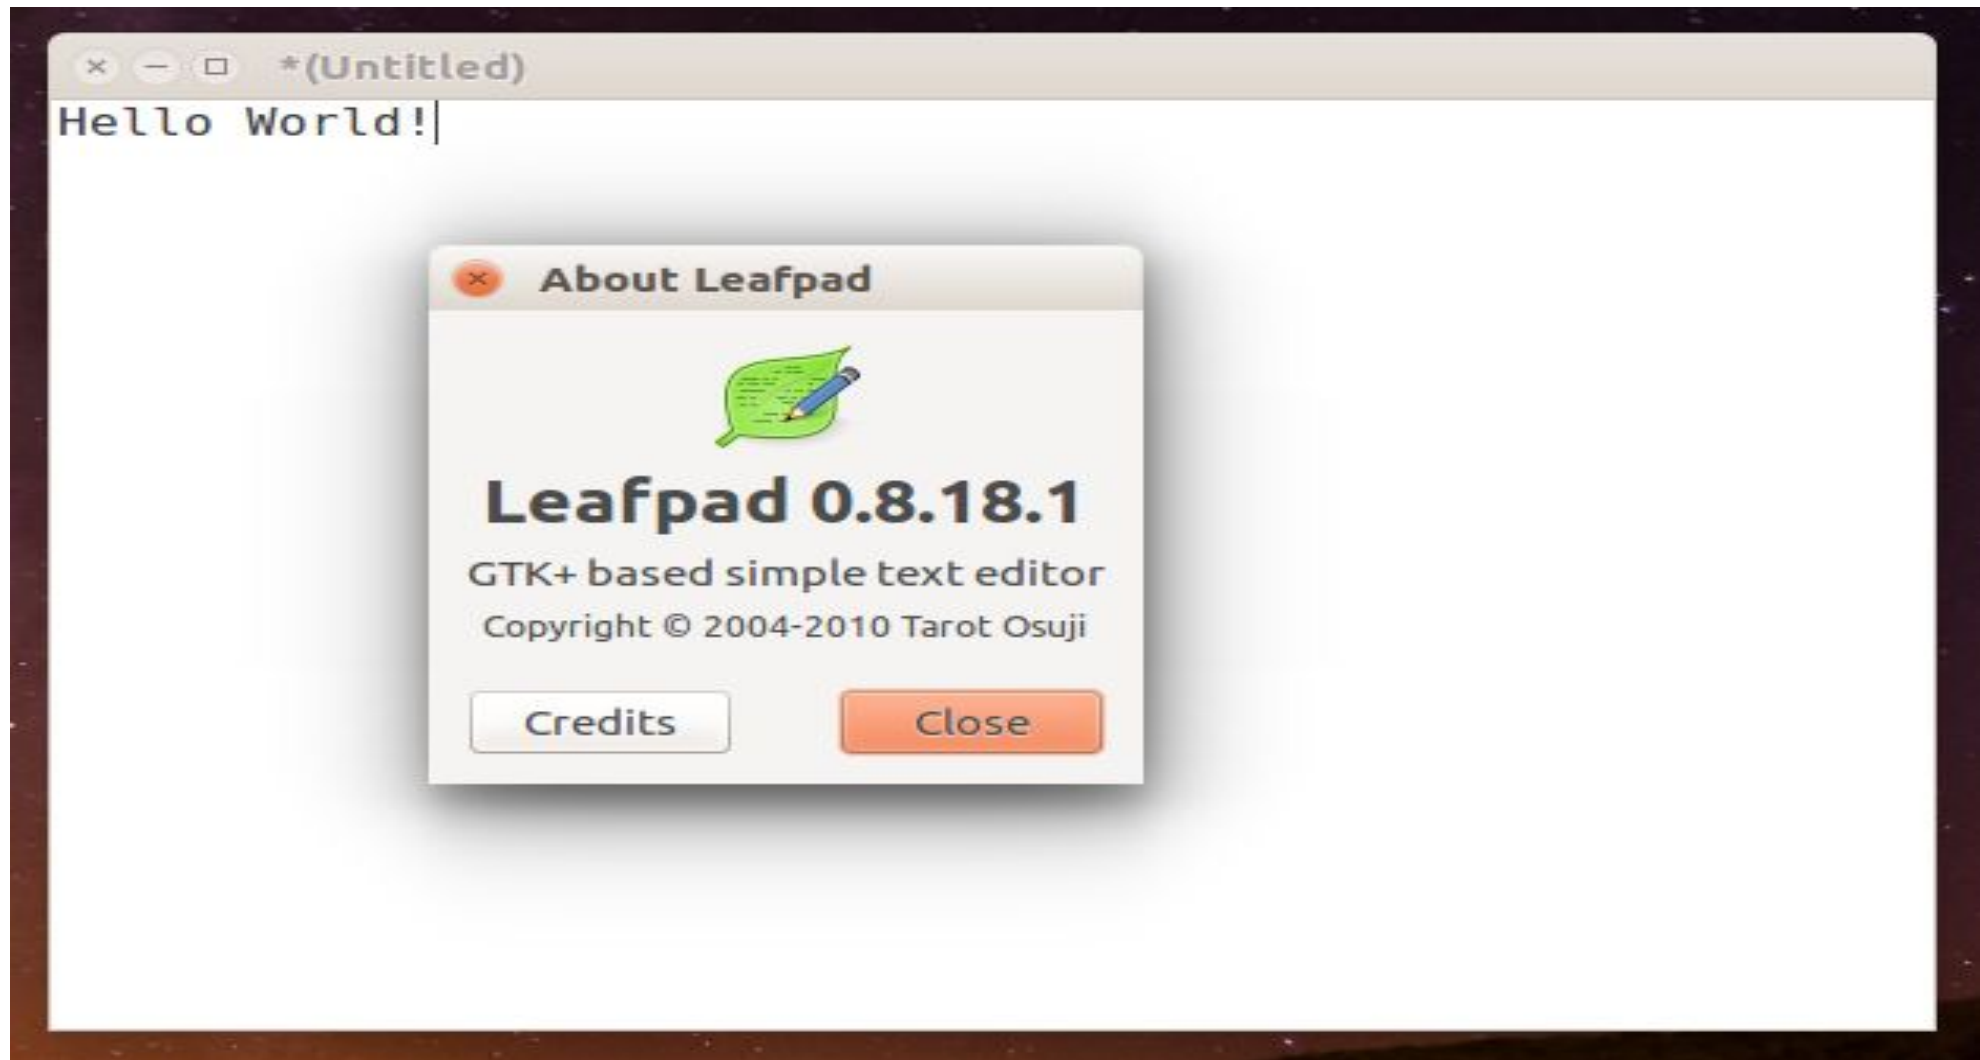 *(Untitled)
Hello World!
About Leafpad
Leafpad 0.8.18.1
GTK+ based simple text editor
Copyright © 2004-2010 Tarot Osuji
Credits
Close